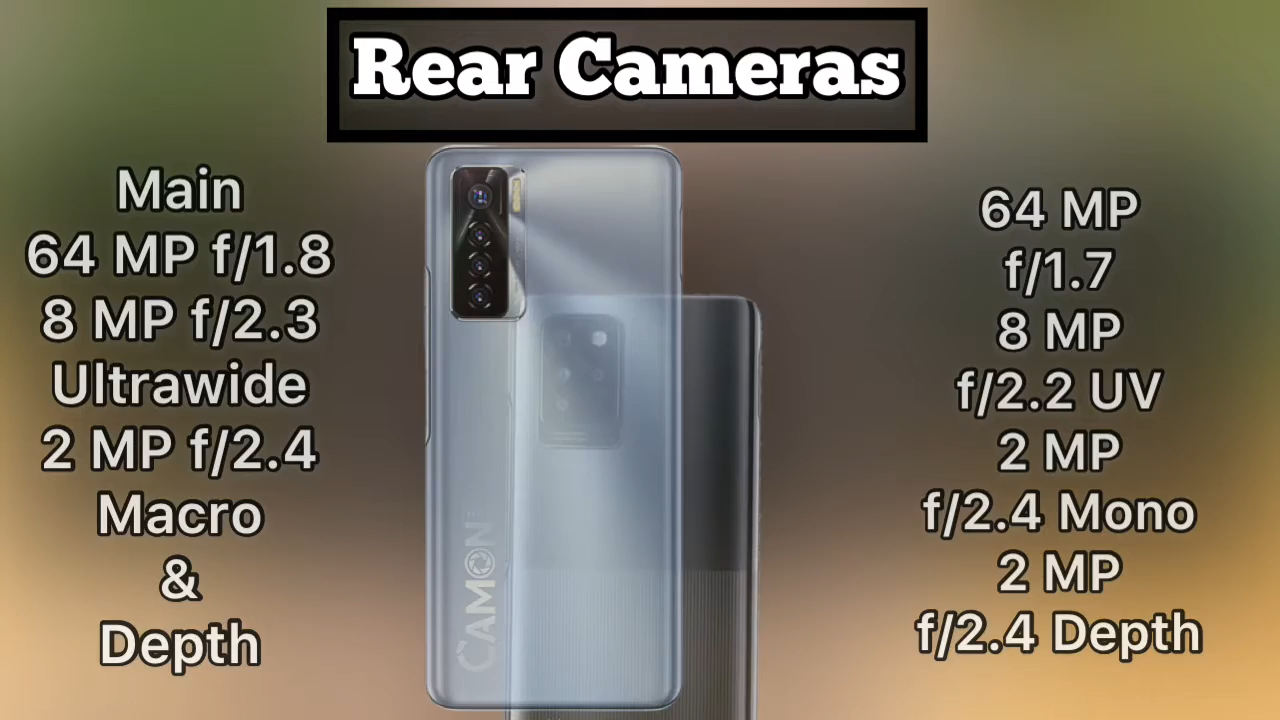 Rear Cameras
Main
64 MP f/1.8
8 MP f/2.3
Ultrawide
2 MP f/2.4
Macro
&
Depth
64 MP
f/1.7
8 MP
f/2.2 UV
2 MP
f/2.4 Mono
2 MP
f/2.4 Depth
CAMON